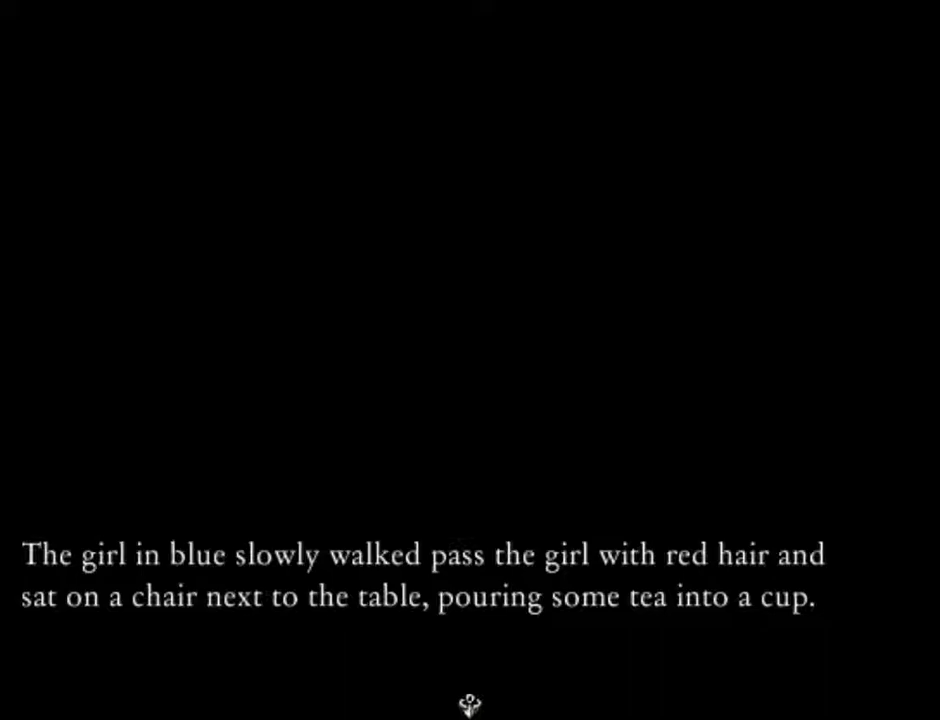 The girl in blue slowly walked pass the girl with red hair and
sat on a chair next to the table, pouring some tea into a cup.